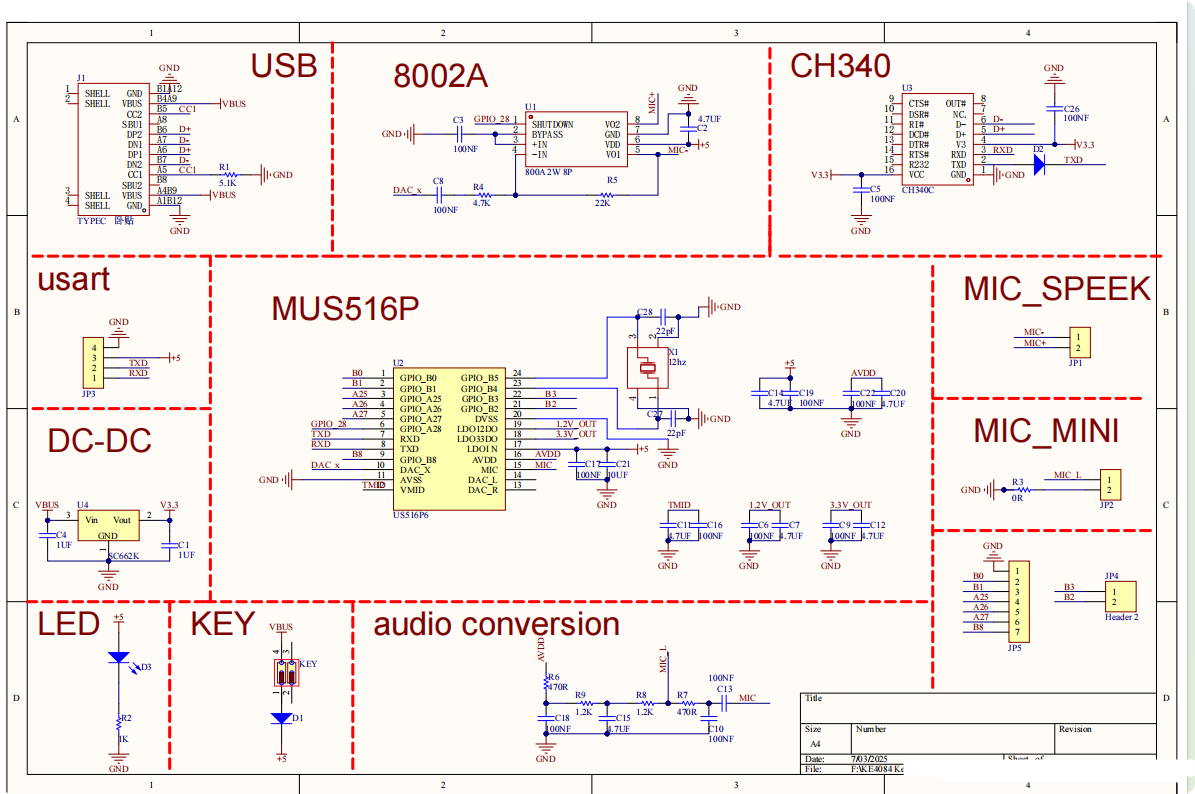 1 2 3 4
A B C D
USB
J1
GND
1 SHELL GND B1A12
2 SHELL VBUS B4A9 VBUS
CC2 B5 CC1
SBU1 A8
DP2 B6 D+
DN1 A7 D-
DP1 A6 D+
DN2 B7 D-
CC1 A5 CC1 R1 5.1K GND
SBU2 B8
3 SHELL VBUS A4B9 VBUS
4 SHELL GND A1B12
TYPEC 卧贴
GND
8002A
U1
GND C3 100NF
GPIO_28 1 SHUTDOWN VO2 8 MIC+
2 BYPASS GND 7 GND
3 +IN VDD 6 +5
4 -IN VO1 5 MIC-
4.7UF C2
800A 2W 8P
DAC_x C8 100NF R4 4.7K R5 22K
CH340
U3
9 CTS# OUT# 8
10 DSR# NC. 7
11 RI# D- 6 D-
12 DCD# D+ 5 D+
13 DTR# V3 4 V3.3
14 RTS# RXD 3 RXD
15 R232 TXD 2 D2 TXD
16 VCC GND 1 GND
CH340C
V3.3
C5 100NF
GND
GND
C26 100NF
usart
GND
4
3 +5
2 TXD
1 RXD
JP3
MUS516P
U2
B0 1 GPIO_B0 GPIO_B5 24
B1 2 GPIO_B1 GPIO_B4 23
A25 3 GPIO_A25 GPIO_B3 22 B3
A26 4 GPIO_A26 GPIO_B2 21 B2
A27 5 GPIO_A27 DVSS 20
GPIO_28 6 GPIO_A28 LDO12DO 19 1.2V_OUT
TXD 7 RXD LDO33DO 18 3.3V_OUT
RXD 8 TXD LDOIN 17 +5
B8 9 GPIO_B8 AVDD 16 AVDD
DAC_x 10 DAC_X MIC 15 MIC
GND 11 AVSS DAC_L 14
TMID 12 VMID DAC_R 13
US516P6
C28 22pF GND
X1 12hz
3 2
4 1
C27 22pF GND
GND
C17 100NF
C21 10UF
GND
+5
C14 4.7UF
C19 100NF
AVDD
C22 100NF
C20 4.7UF
GND
TMID
C11 4.7UF
C16 100NF
GND
1.2V_OUT
C6 100NF
C7 4.7UF
GND
3.3V_OUT
C9 100NF
C12 4.7UF
GND
MIC_SPEEK
MIC- 1
MIC+ 2
JP1
MIC_MINI
GND R3 0R
MIC_L 1
2
JP2
GND
1
B0 2
B1 3
A25 4
A26 5
A27 6
B8 7
JP5
JP4
B3 1
B2 2
Header 2
DC-DC
VBUS U4 V3.3
3 Vin Vout 2
GND
1
C4 1UF
SC662K
C1 1UF
GND
LED
+5
D3
R2
1K
GND
KEY
VBUS
4 3
KEY
1 2
D1
+5
audio conversion
AVDD
R6 470R
MIC_L
R9 1.2K
R8 1.2K
R7 470R
100NF C13 MIC
C18 100NF
C15 4.7UF
C10 100NF
GND
Title
Size Number Revision
A4
Date: 7/03/2025 Sheet of
File: F:\KE4084 Ke
1 2 3 4
A B C D